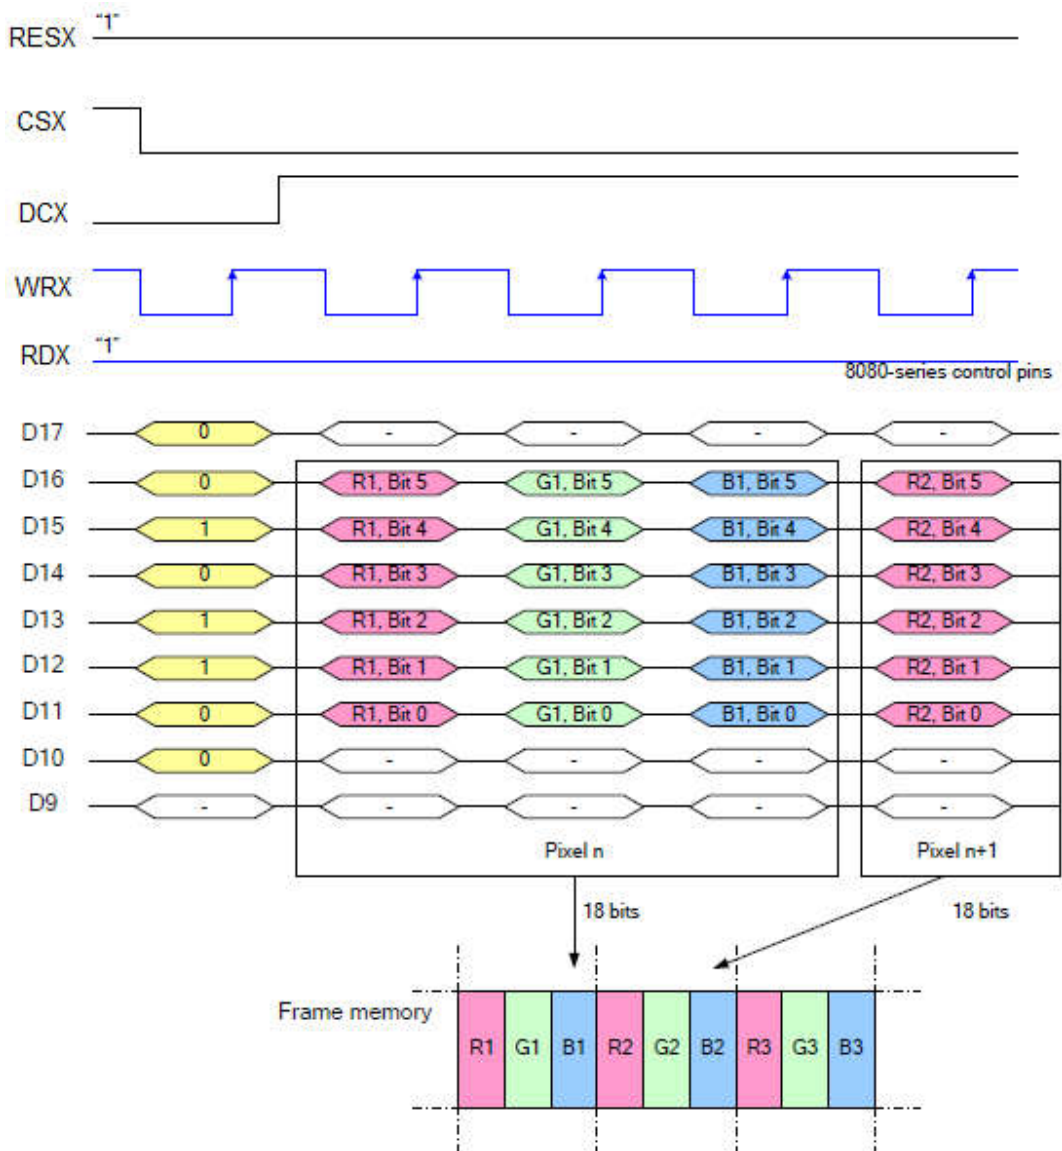 RESX "1"
CSX
DCX
WRX
RDX "1"
8080-series control pins
D17 0 - - - -
D16 0 R1, Bit 5 G1, Bit 5 B1, Bit 5 R2, Bit 5
D15 1 R1, Bit 4 G1, Bit 4 B1, Bit 4 R2, Bit 4
D14 0 R1, Bit 3 G1, Bit 3 B1, Bit 3 R2, Bit 3
D13 1 R1, Bit 2 G1, Bit 2 B1, Bit 2 R2, Bit 2
D12 1 R1, Bit 1 G1, Bit 1 B1, Bit 1 R2, Bit 1
D11 0 R1, Bit 0 G1, Bit 0 B1, Bit 0 R2, Bit 0
D10 0 - - - -
D9 - - - - -
Pixel n Pixel n+1
18 bits 18 bits
Frame memory
R1 G1 B1 R2 G2 B2 R3 G3 B3